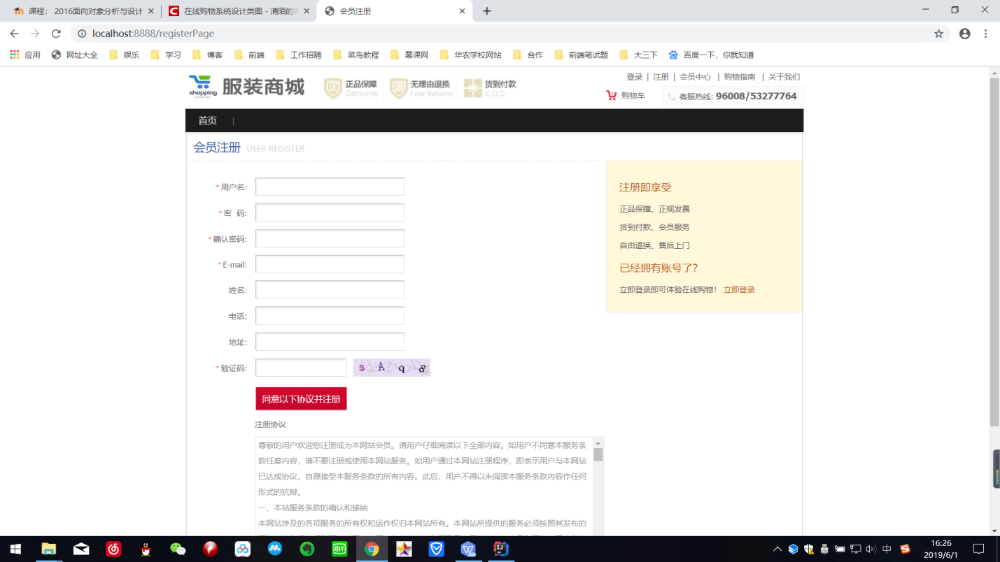 课程： 2016面向对象分析与设计
在线购物系统设计类图 - 清陌的
会员注册
localhost:8888/registerPage
应用 网址大全 娱乐 学习 博客 前端 工作招聘 菜鸟教程 慕课网 华农学校网站 合作 前端笔试题 大三下 百度一下，你就知道
登录 | 注册 | 会员中心 | 购物指南 | 关于我们
shopping 服装商城
正品保障 Genuine
无理由退换 Free Returns
货到付款 C.O.D
购物车 客服热线: 96008/53277764
首页 |
会员注册 USER REGISTER
*用户名:
*密 码:
*确认密码:
*E-mail:
姓名:
电话:
地址:
*验证码: 5 A q 8
同意以下协议并注册
注册协议
尊敬的用户欢迎您注册成为本网站会员。请用户仔细阅读以下全部内容。如用户不同意本服务条
款任意内容，请不要注册或使用本网站服务。如用户通过本网站注册程序，即表示用户与本网站
已达成协议，自愿接受本服务条款的所有内容。此后，用户不得以未阅读本服务条款内容作任何
形式的抗辩。
一、本站服务条款的确认和接纳
本网站涉及的各项服务的所有权和运作权归本网站所有。本网站所提供的服务必须按照其发布的
注册即享受
正品保障、正规发票
货到付款、会员服务
自由退换、售后上门
已经拥有账号了？
立即登录即可体验在线购物！ 立即登录
中
16:26
2019/6/1